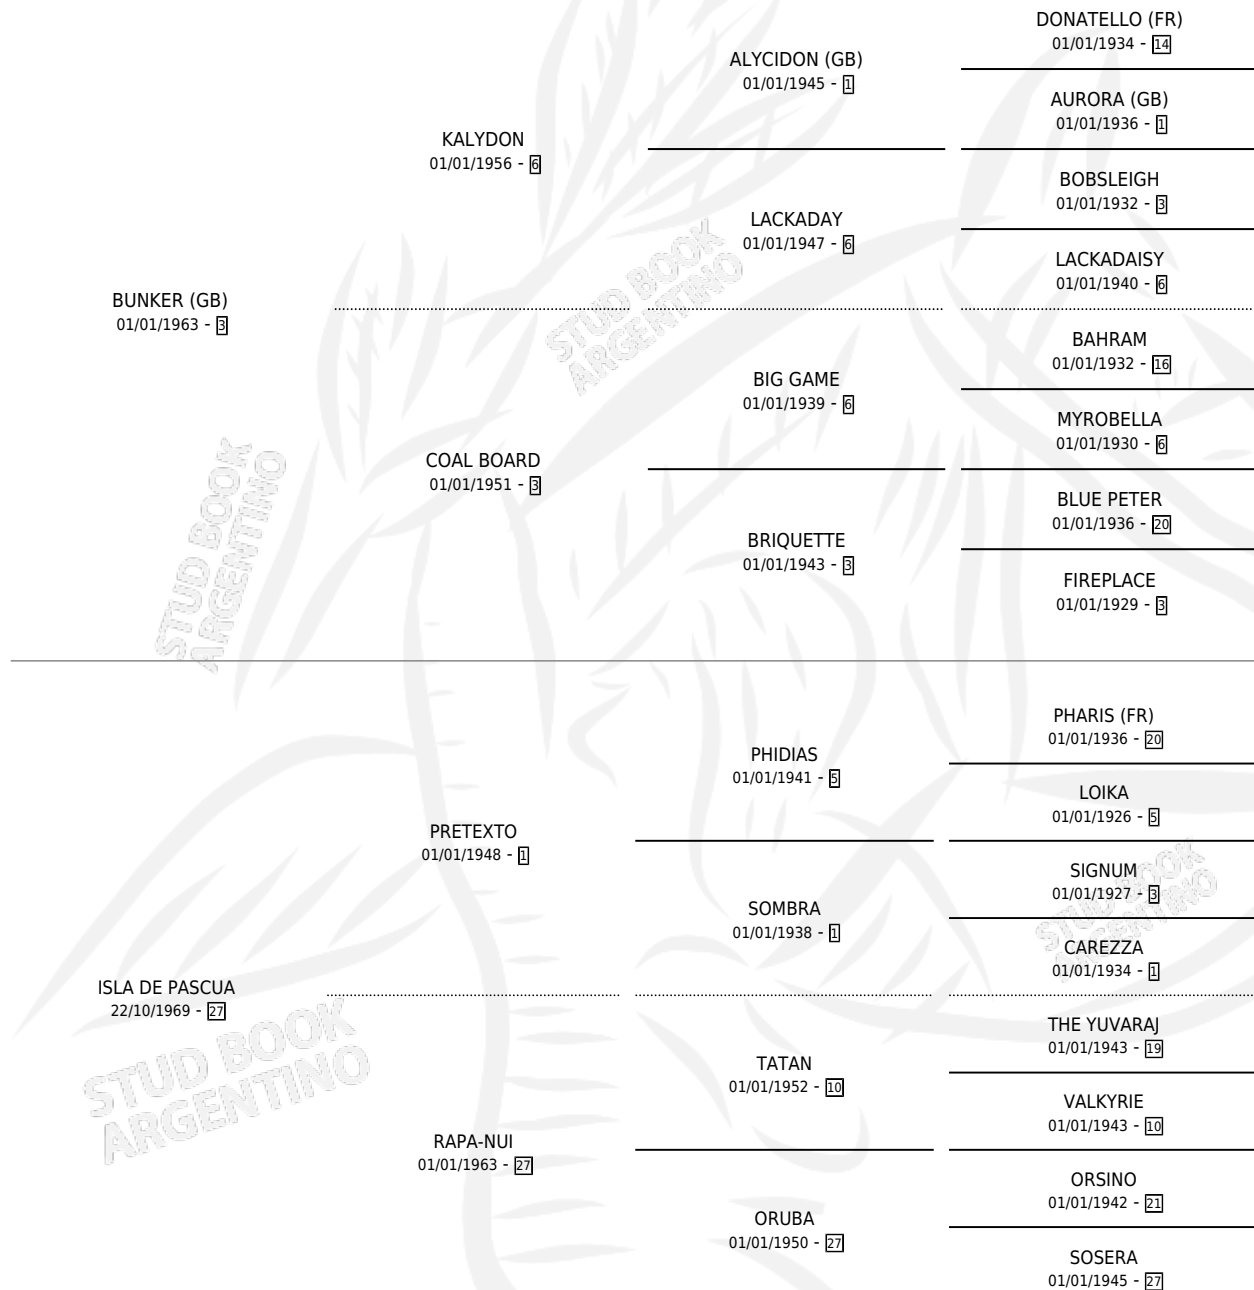 DONATELLO (FR)
01/01/1934 - 14
ALYCIDON (GB)
01/01/1945 - 1
AURORA (GB)
01/01/1936 - 1
KALYDON
01/01/1956 - 6
BOBSLEIGH
01/01/1932 - 3
LACKADAY
01/01/1947 - 6
LACKADAISY
01/01/1940 - 6
BUNKER (GB)
01/01/1963 - 3
BAHRAM
01/01/1932 - 16
BIG GAME
01/01/1939 - 6
MYROBELLA
01/01/1930 - 6
COAL BOARD
01/01/1951 - 3
BLUE PETER
01/01/1936 - 20
BRIQUETTE
01/01/1943 - 3
FIREPLACE
01/01/1929 - 3
PHARIS (FR)
01/01/1936 - 20
PHIDIAS
01/01/1941 - 5
LOIKA
01/01/1926 - 5
PRETEXTO
01/01/1948 - 1
SIGNUM
01/01/1927 - 3
SOMBRA
01/01/1938 - 1
CAREZZA
01/01/1934 - 1
ISLA DE PASCUA
22/10/1969 - 27
THE YUVARAJ
01/01/1943 - 19
TATAN
01/01/1952 - 10
VALKYRIE
01/01/1943 - 10
RAPA-NUI
01/01/1963 - 27
ORSINO
01/01/1942 - 21
ORUBA
01/01/1950 - 27
SOSERA
01/01/1945 - 27
STUD BOOK
ARGENTINO
STUD BOOK
ARGENTINO
STUD BOOK
ARGENTINO
STUD BOOK
ARGENTINO